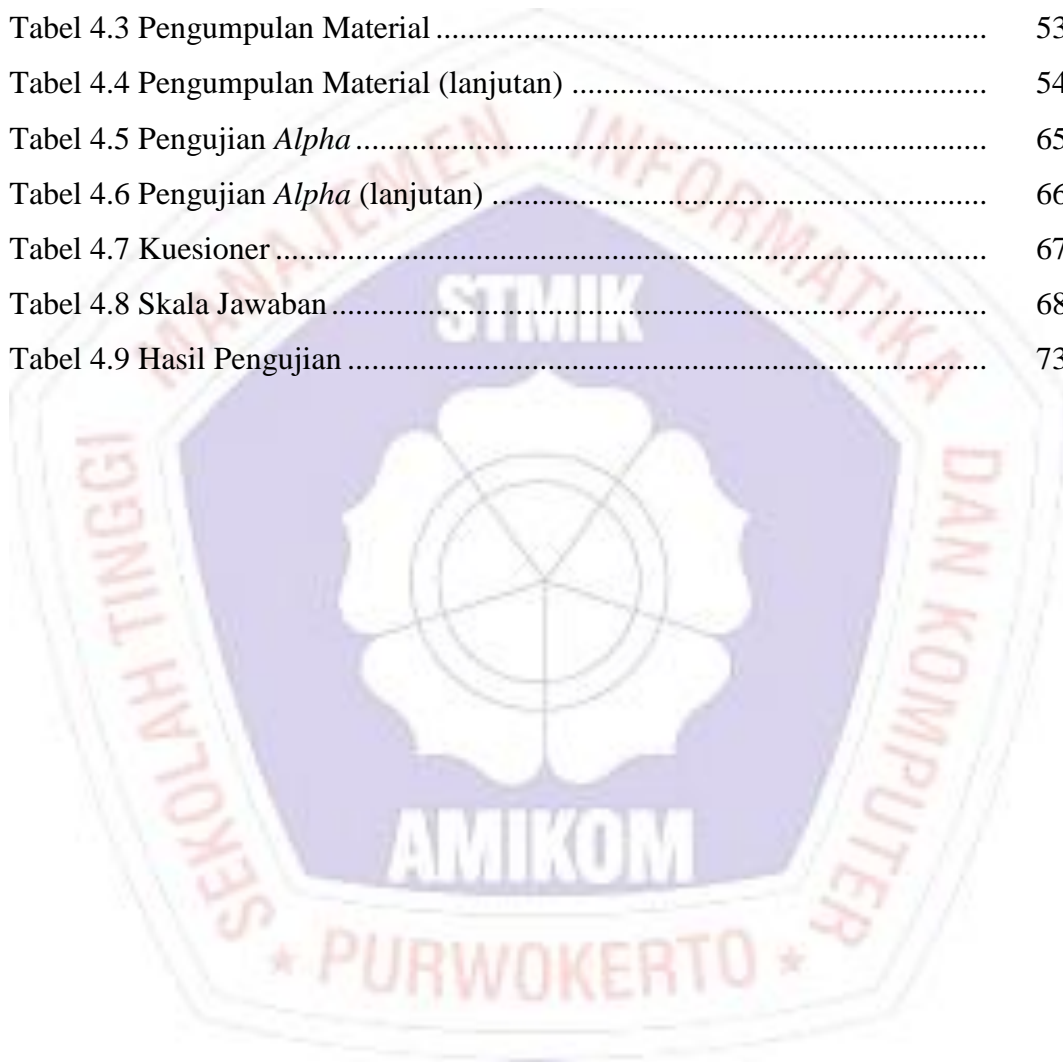 Tabel 4.3 Pengumpulan Material ........................................................................ 53
Tabel 4.4 Pengumpulan Material (lanjutan) ...................................................... 54
Tabel 4.5 Pengujian Alpha .................................................................................. 65
Tabel 4.6 Pengujian Alpha (lanjutan) ................................................................. 66
Tabel 4.7 Kuesioner ............................................................................................. 67
Tabel 4.8 Skala Jawaban ...................................................................................... 68
Tabel 4.9 Hasil Pengujian .................................................................................... 73
SEKOLAH TINGGI MANAJEMEN INFORMATIKA DAN KOMPUTER
STMIK
AMIKOM
* PURWOKERTO *